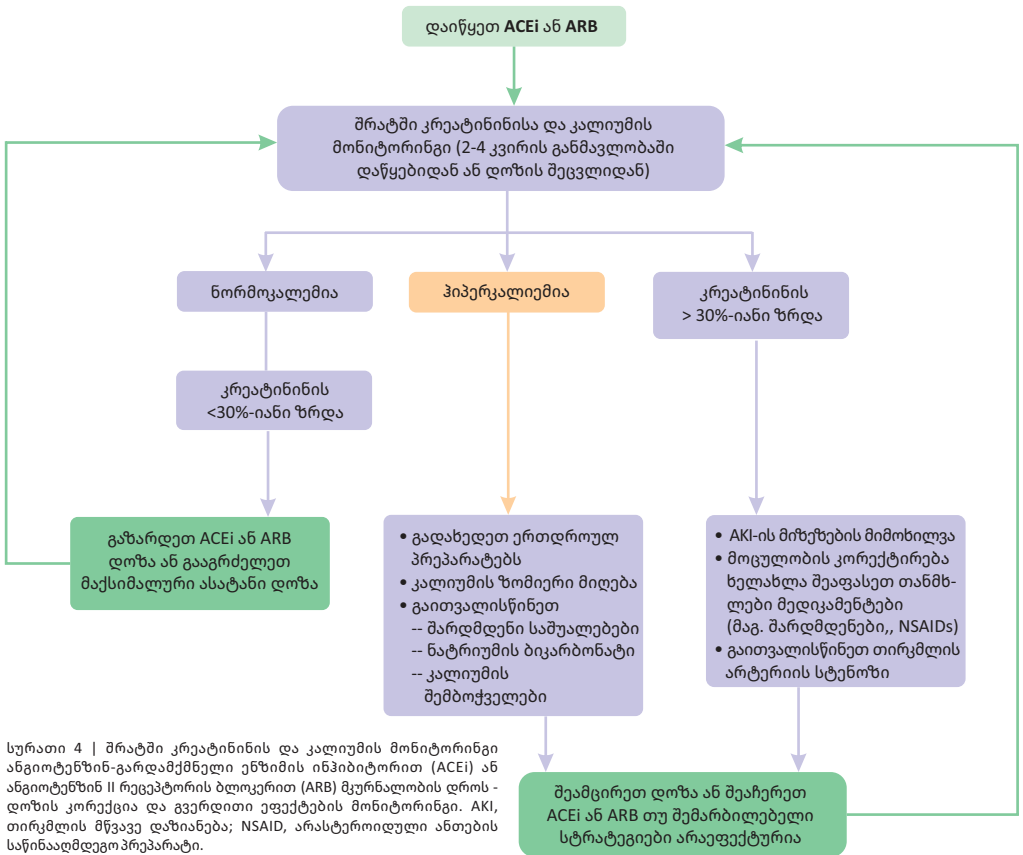 დაიწყეთ ACEi ან ARB
შრატში კრეატინინისა და კალიუმის
მონიტორინგი (2-4 კვირის განმავლობაში
დაწყებიდან ან დოზის შეცვლიდან)
ნორმოკალემია
ჰიპერკალიემია
კრეატინინის
> 30%-იანი ზრდა
კრეატინინის
<30%-იანი ზრდა
გაზარდეთ ACEi ან ARB
დოზა ან გააგრძელეთ
მაქსიმალური ასატანი დოზა
• გადახედეთ ერთდროულ
პრეპარატებს
• კალიუმის ზომიერი მიღება
• გაითვალისწინეთ
-- შარდმდენი საშუალებები
-- ნატრიუმის ბიკარბონატი
-- კალიუმის
შემბოჭველები
• AKI-ის მიზეზების მიმოხილვა
• მოცულობის კორექტირება
ხელახლა შეაფასეთ თანმხ-
ლები მედიკამენტები
(მაგ. შარდმდენები,, NSAIDs)
• გაითვალისწინეთ თირკმლის
არტერიის სტენოზი
შეამცირეთ დოზა ან შეაჩერეთ
ACEi ან ARB თუ შემარბილებელი
სტრატეგიები არაეფექტურია
სურათი 4 | შრატში კრეატინინის და კალიუმის მონიტორინგი
ანგიოტენზინ-გარდამქმნელი ენზიმის ინჰიბიტორით (ACEi) ან
ანგიოტენზინ II რეცეპტორის ბლოკერით (ARB) მკურნალობის დროს -
დოზის კორექცია და გვერდითი ეფექტების მონიტორინგი. AKI,
თირკმლის მწვავე დაზიანება; NSAID, არასტეროიდული ანთების
საწინააღმდეგო პრეპარატი.